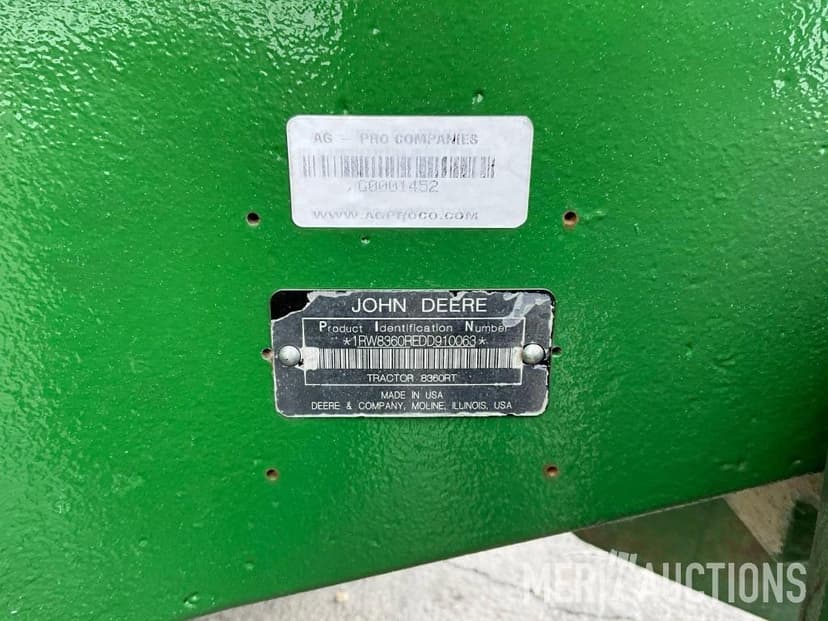 AG - PRO COMPANIES
G0001452
WWW.AGPROCO.COM
JOHN DEERE
Product Identification Number
*1RW8360REDD910063*
TRACTOR 8360RT
MADE IN USA
DEERE & COMPANY, MOLINE, ILLINOIS, USA
MERIZ AUCTIONS